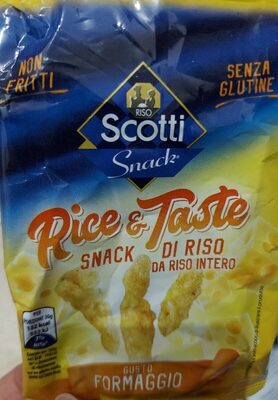 NON
FRITTI
SENZA
GLUTINE
RISO
Scotti
Snack
Rice & Taste
SNACK DI RISO
DA RISO INTERO
GUSTO
FORMAGGIO